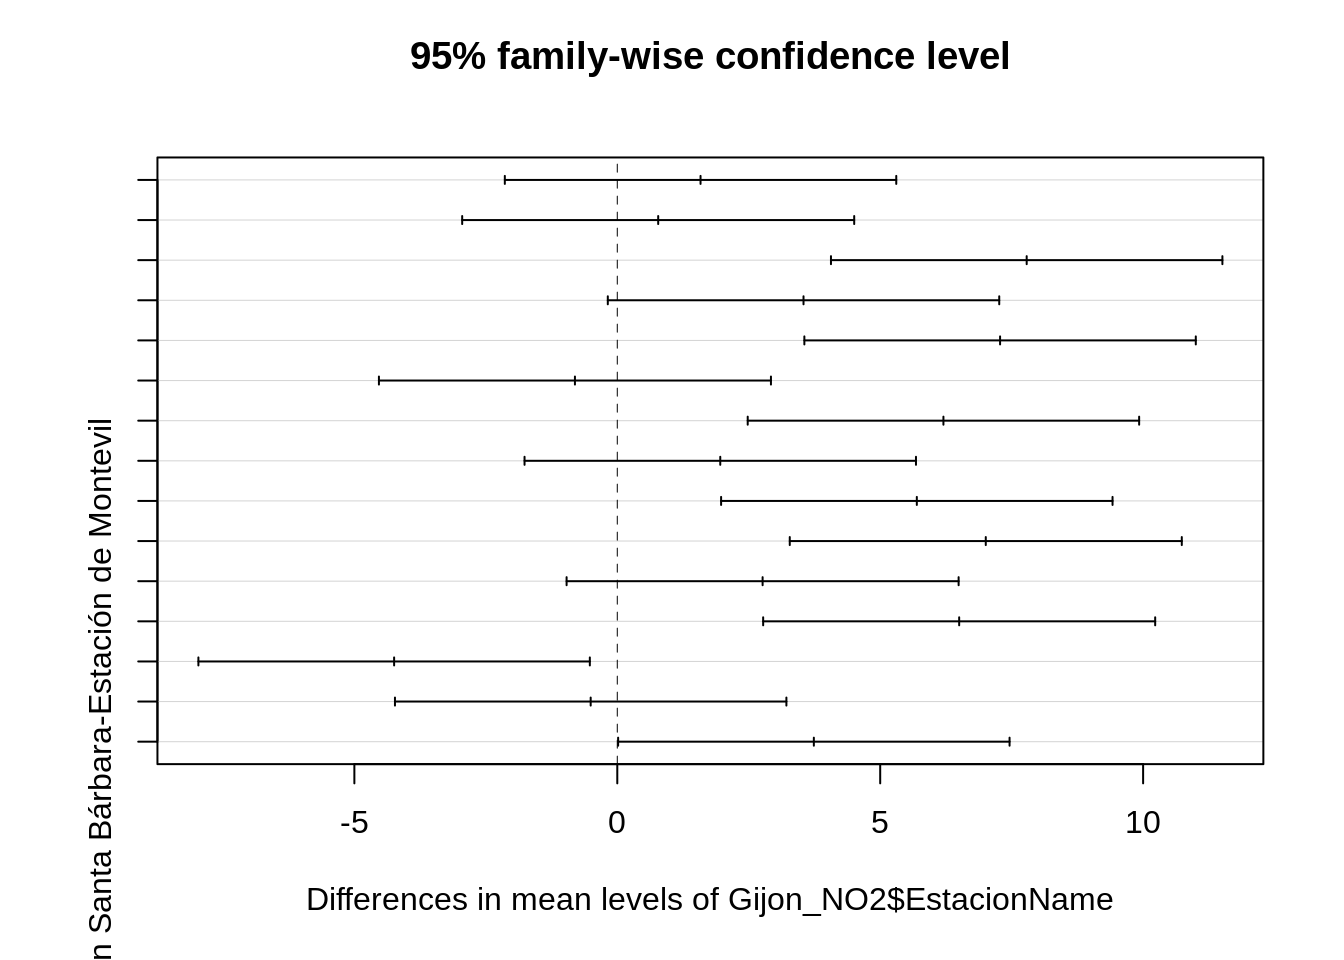 95% family-wise confidence level
n Santa Bárbara-Estación de Montevil
-5 0 5 10
Differences in mean levels of Gijon_NO2$EstacionName